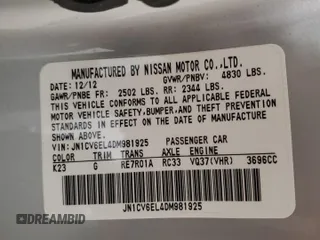 MANUFACTURED BY NISSAN MOTOR CO.,LTD.
DATE: 12/12 GVWR/PNBV: 4830 LBS.
GAWR/PNBE FR: 2502 LBS. RR: 2344 LBS.
THIS VEHICLE CONFORMS TO ALL APPLICABLE FEDERAL
MOTOR VEHICLE SAFETY, BUMPER, AND THEFT PREVENTION
STANDARDS IN EFFECT ON THE DATE OF MANUFACTURE
SHOWN ABOVE.
VIN: JN1CV6EL4DM981925 PASSENGER CAR
COLOR TRIM TRANS AXLE ENGINE
K23 G RE7R01A RC33 VQ37(VHR) 3696CC
JN1CV6EL4DM981925
DREAMBID.COM